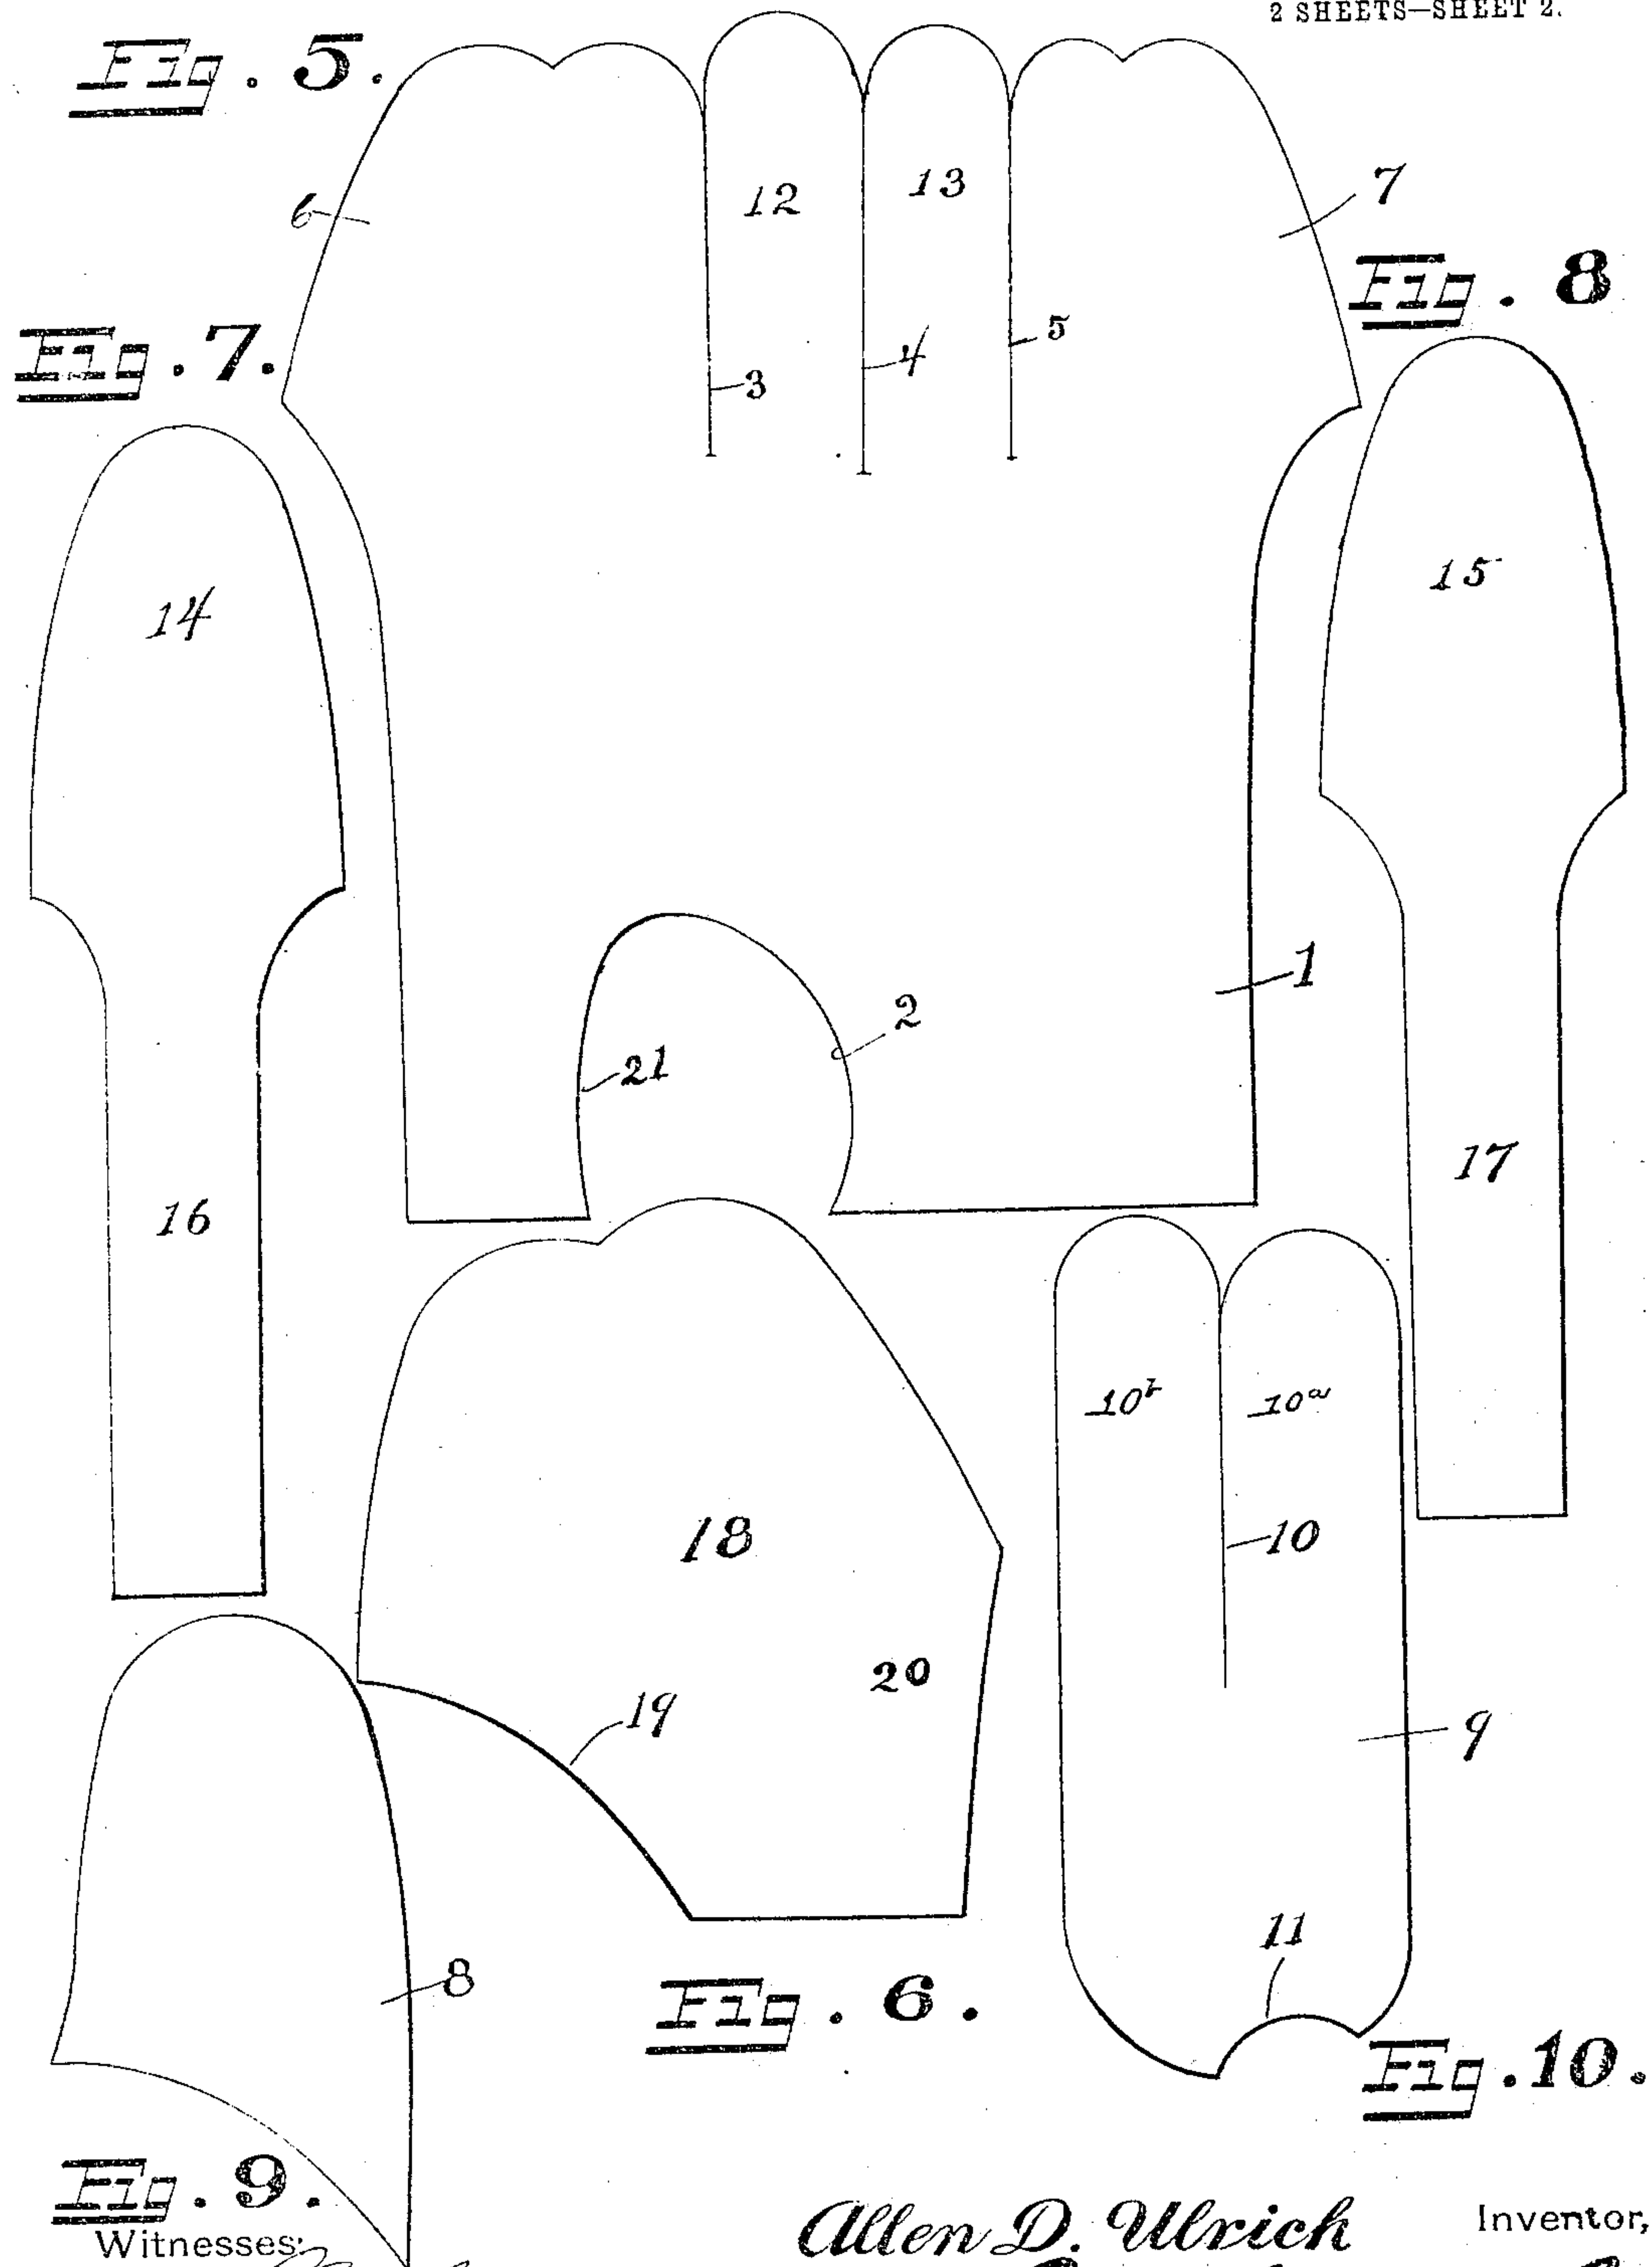 2 SHEETS—SHEET 2.
Fig. 5.
6
12
13
7
Fig. 8
Fig. 7.
3
4
5
14
15
1
2
21
17
16
10b
10a
18
10
20
19
9
11
8
Fig. 6.
Fig. 10.
Fig. 9.
Witnesses:
Allen D. Ulrich
Inventor,